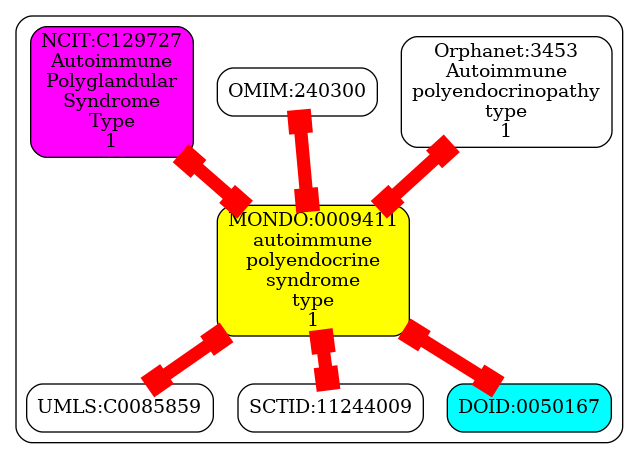 NCIT:C129727
Autoimmune
Polyglandular
Syndrome
Type
1
OMIM:240300
Orphanet:3453
Autoimmune
polyendocrinopathy
type
1
MONDO:0009411
autoimmune
polyendocrine
syndrome
type
1
UMLS:C0085859
SCTID:11244009
DOID:0050167